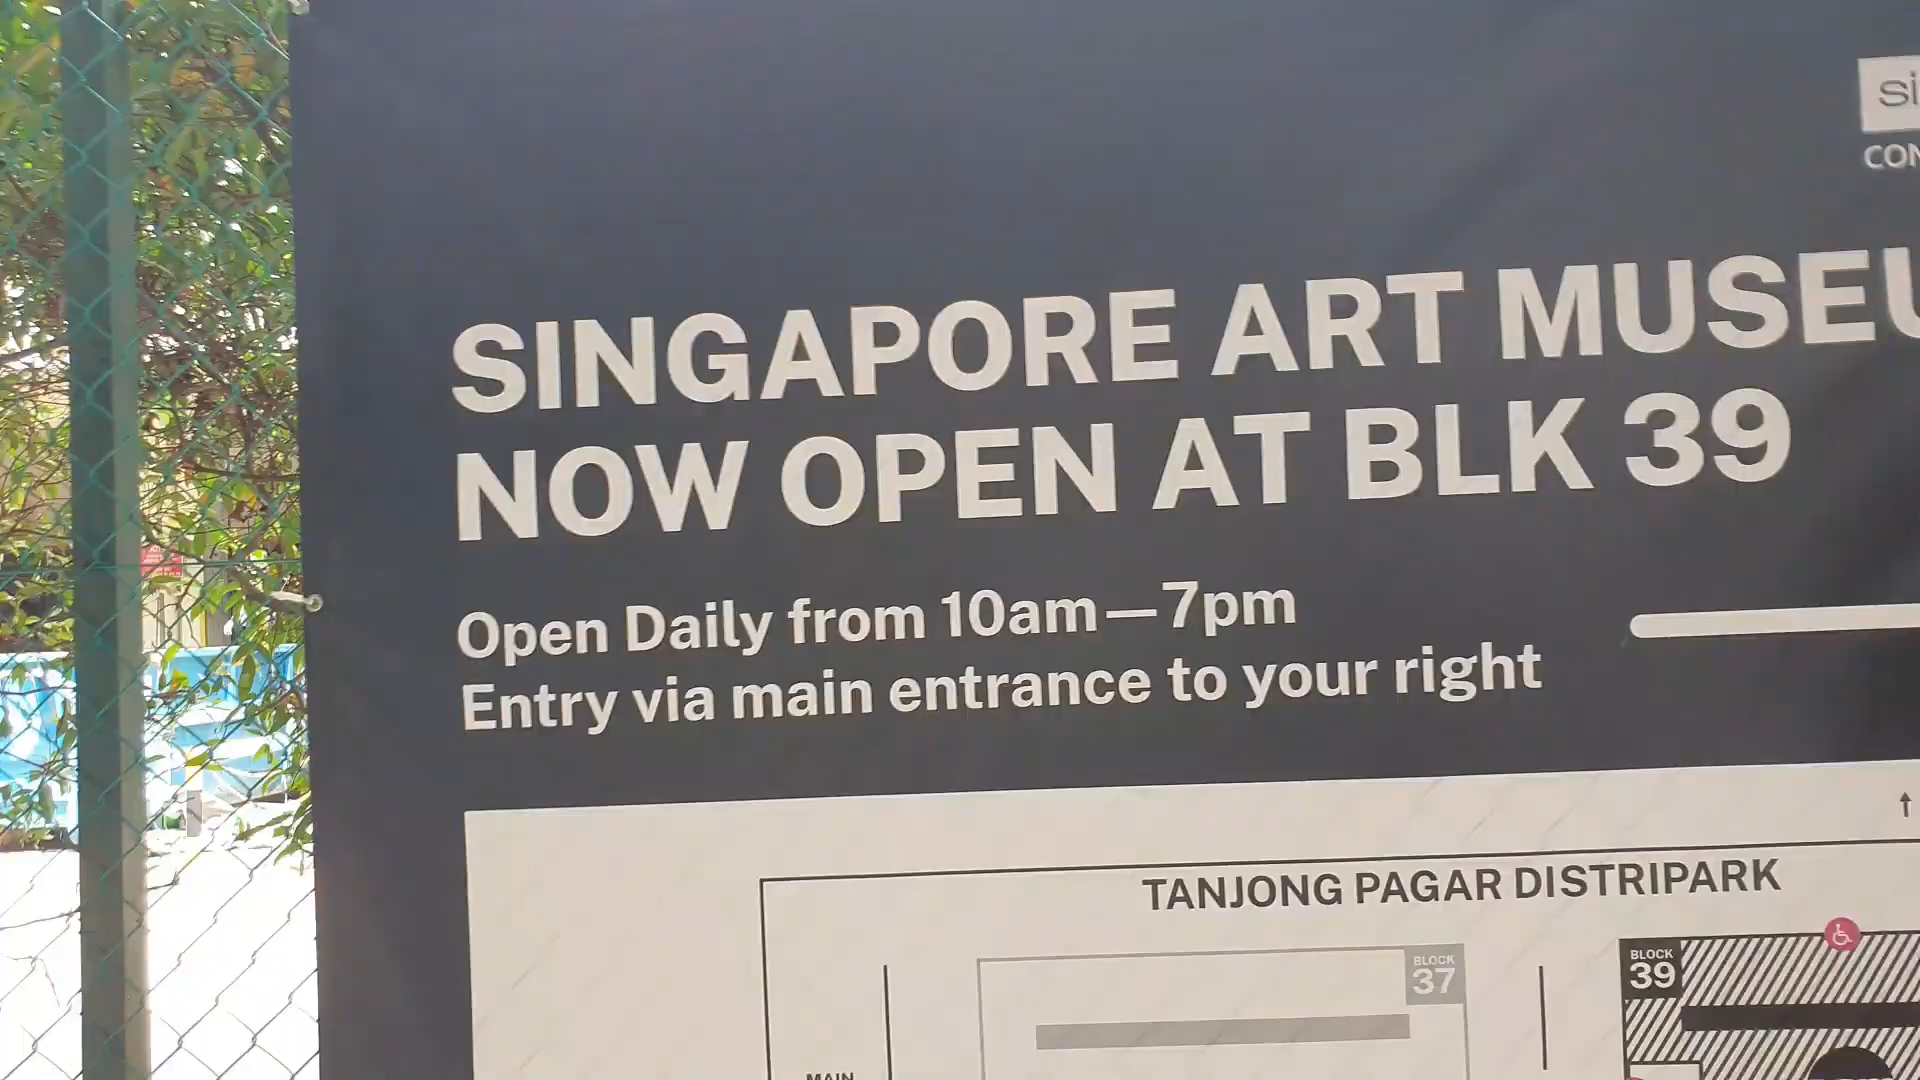 SINGAPORE ART
NOW OPEN AT BLK 39
Open Daily from 10am—7pm
Entry via main entrance to your right
TANJONG PAGAR DISTRIPARK
BLOCK
37
BLOCK
39
MAIN